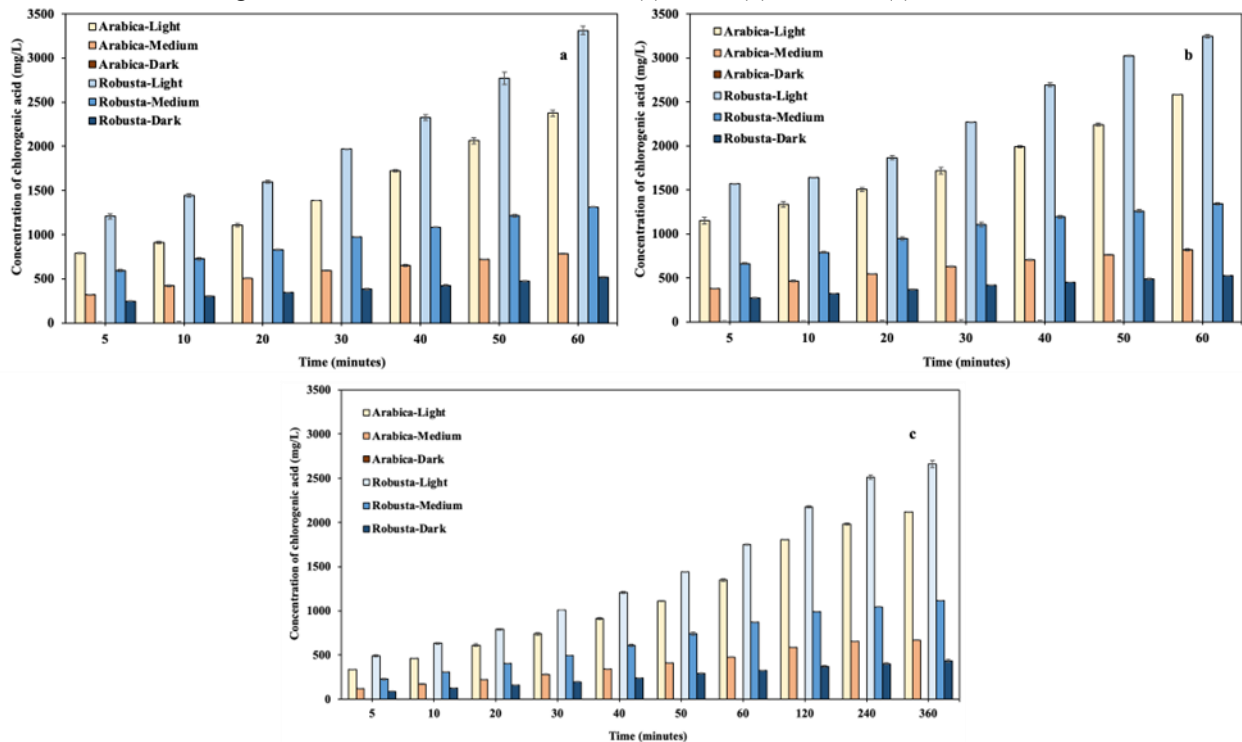 Concentration of chlorogenic acid (mg/L)
3500
3000
2500
2000
1500
1000
500
0
Arabica-Light
Arabica-Medium
Arabica-Dark
Robusta-Light
Robusta-Medium
Robusta-Dark
a
5 10 20 30 40 50 60
Time (minutes)
Concentration of chlorogenic acid (mg/L)
3500
3000
2500
2000
1500
1000
500
0
Arabica-Light
Arabica-Medium
Arabica-Dark
Robusta-Light
Robusta-Medium
Robusta-Dark
b
5 10 20 30 40 50 60
Time (minutes)
Concentration of chlorogenic acid (mg/L)
3500
3000
2500
2000
1500
1000
500
0
Arabica-Light
Arabica-Medium
Arabica-Dark
Robusta-Light
Robusta-Medium
Robusta-Dark
c
5 10 20 30 40 50 60 120 240 360
Time (minutes)